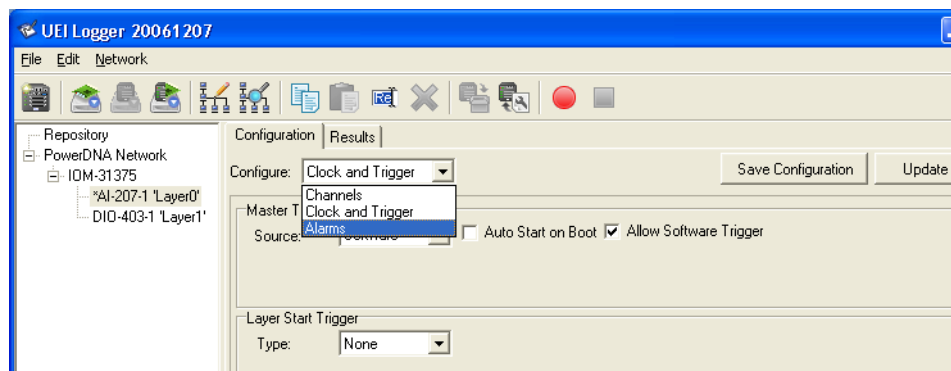 UEI Logger 20061207
File Edit Network
Repository
PowerDNA Network
IOM-31375
*AI-207-1 'Layer0'
DIO-403-1 'Layer1'
Configuration Results
Configure: Clock and Trigger
Save Configuration Update
Channels
Clock and Trigger
Alarms
Master T
Source:
Auto Start on Boot Allow Software Trigger
Layer Start Trigger
Type: None